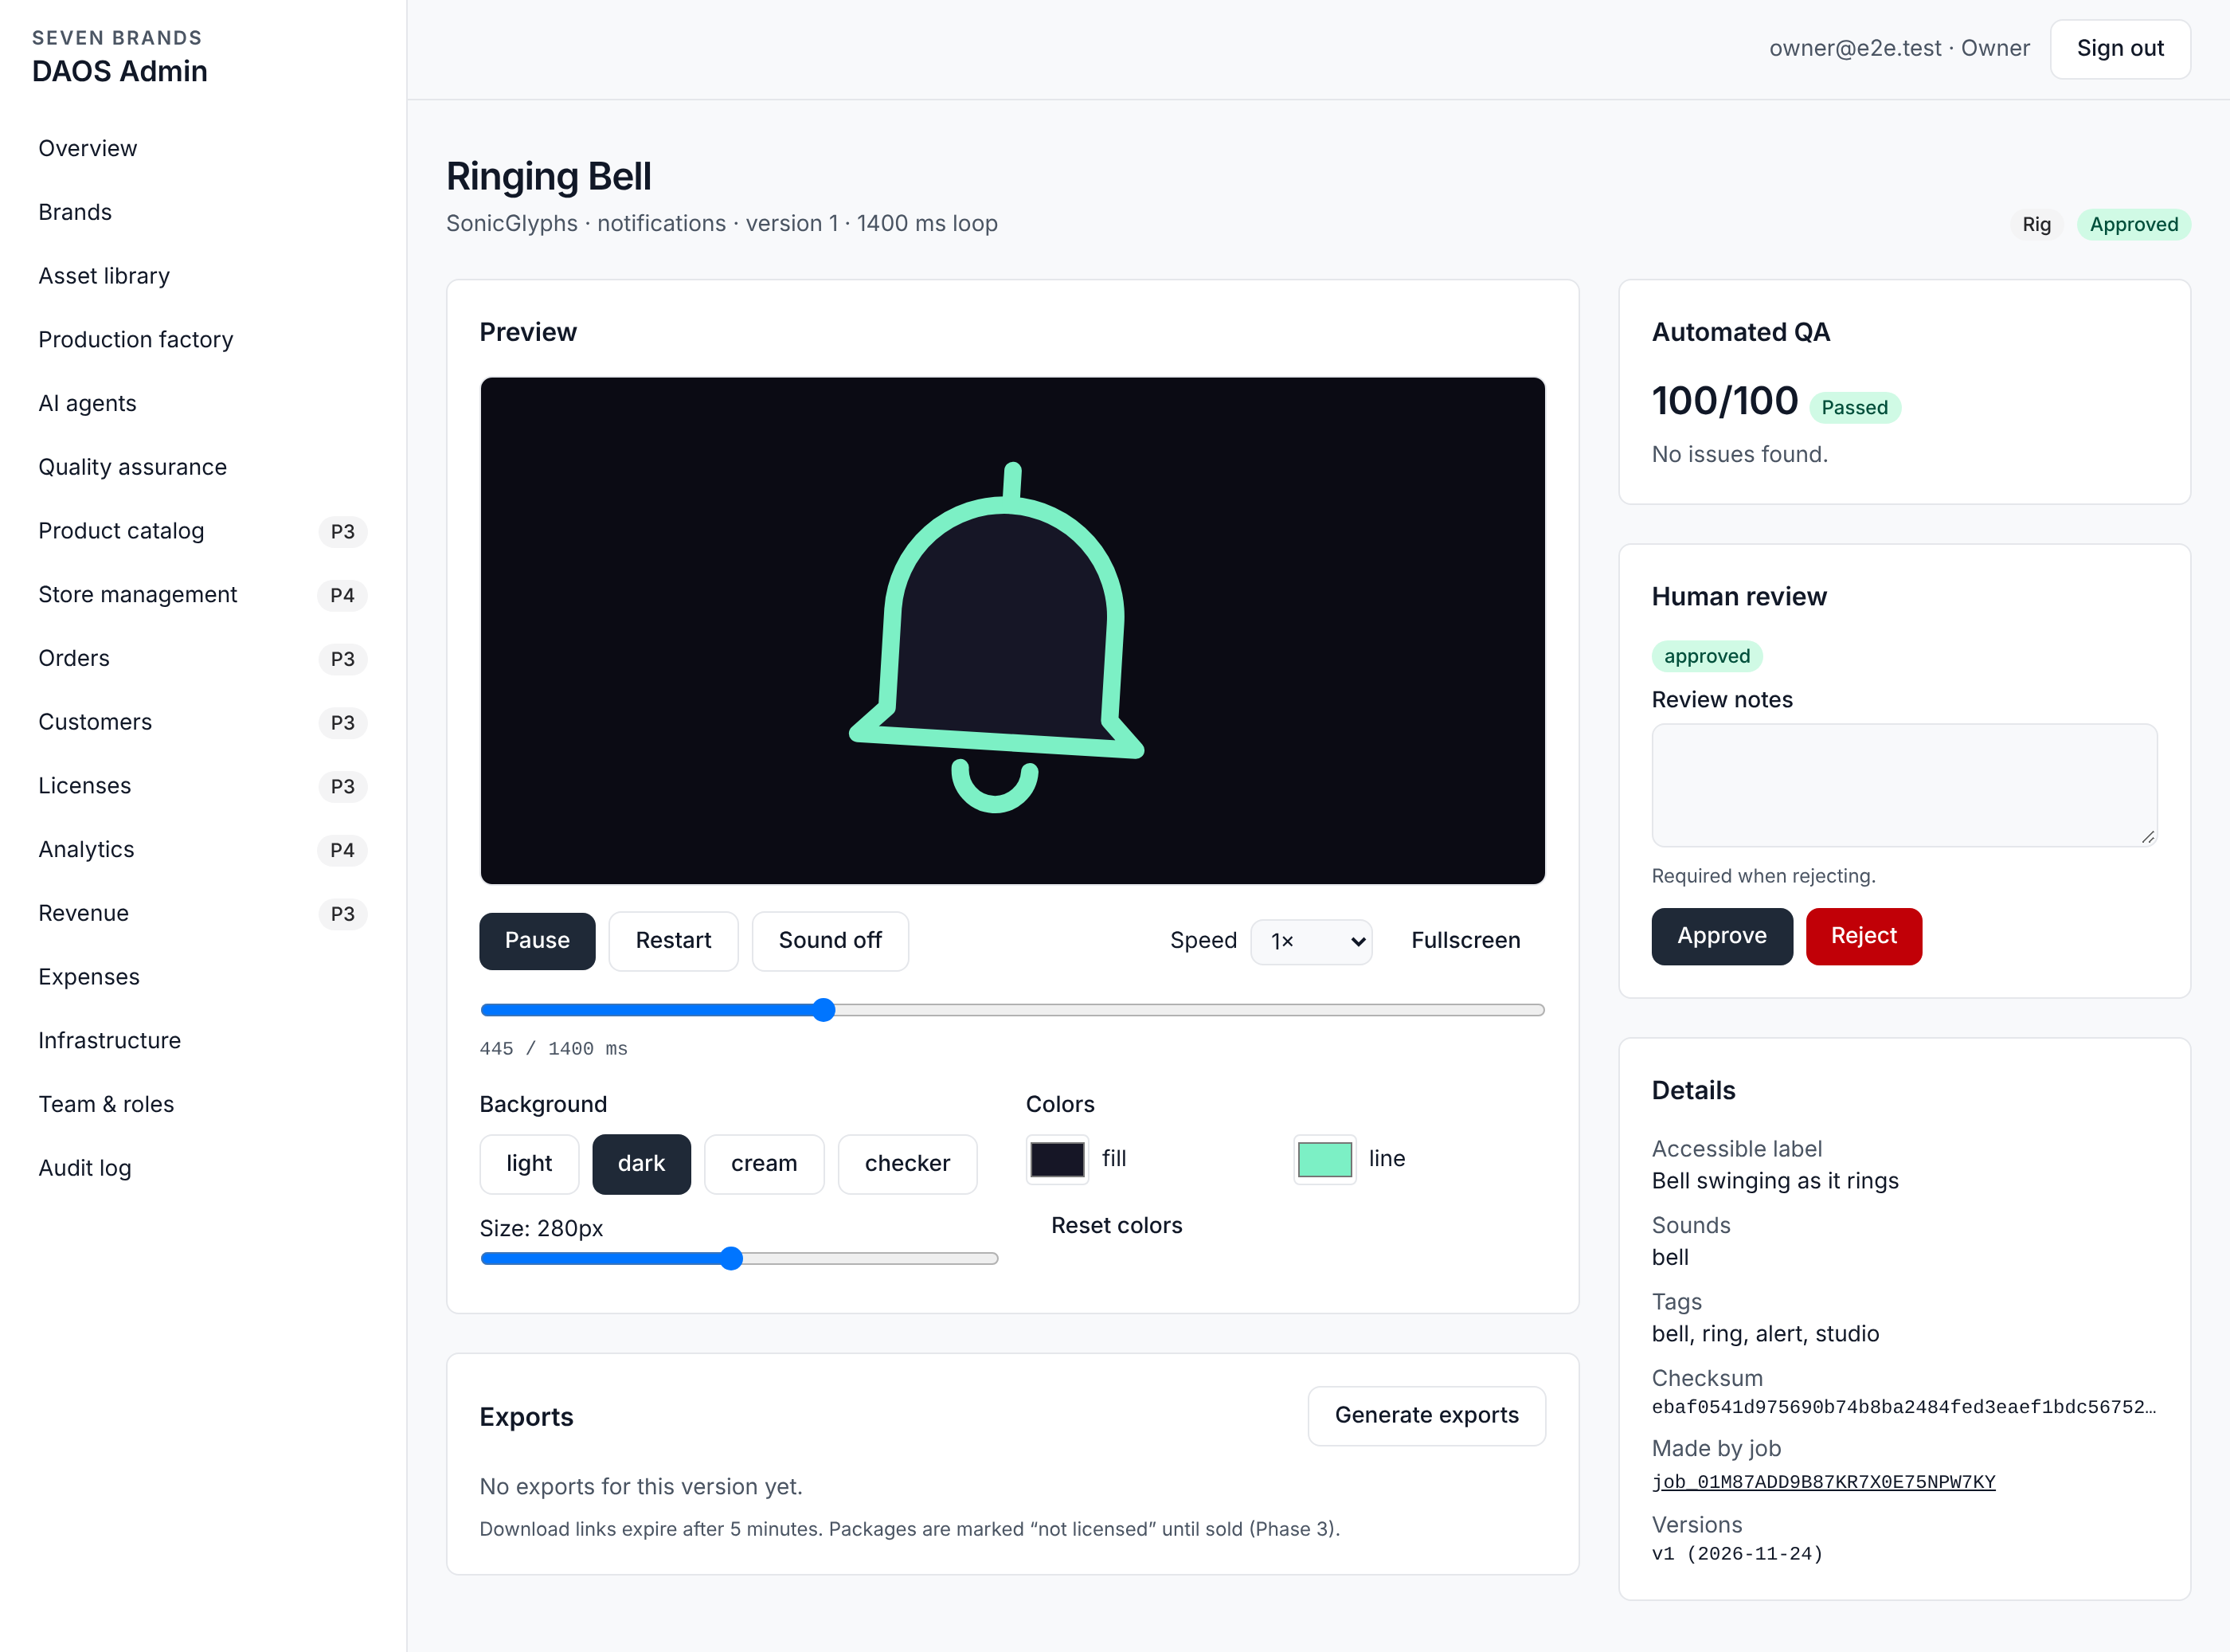 SEVEN BRANDS
DAOS Admin
Overview
Brands
Asset library
Production factory
AI agents
Quality assurance
Product catalog P3
Store management P4
Orders P3
Customers P3
Licenses P3
Analytics P4
Revenue P3
Expenses
Infrastructure
Team & roles
Audit log
owner@e2e.test · Owner Sign out
Ringing Bell
SonicGlyphs · notifications · version 1 · 1400 ms loop
Rig Approved
Preview
Pause Restart Sound off Speed 1× Fullscreen
445 / 1400 ms
Background
light dark cream checker
Size: 280px
Colors
fill line
Reset colors
Exports
Generate exports
No exports for this version yet.
Download links expire after 5 minutes. Packages are marked “not licensed” until sold (Phase 3).
Automated QA
100/100 Passed
No issues found.
Human review
approved
Review notes
Required when rejecting.
Approve Reject
Details
Accessible label
Bell swinging as it rings
Sounds
bell
Tags
bell, ring, alert, studio
Checksum
ebaf0541d975690b74b8ba2484fed3eaef1bdc56752…
Made by job
job_01M87ADD9B87KR7X0E75NPW7KY
Versions
v1 (2026-11-24)